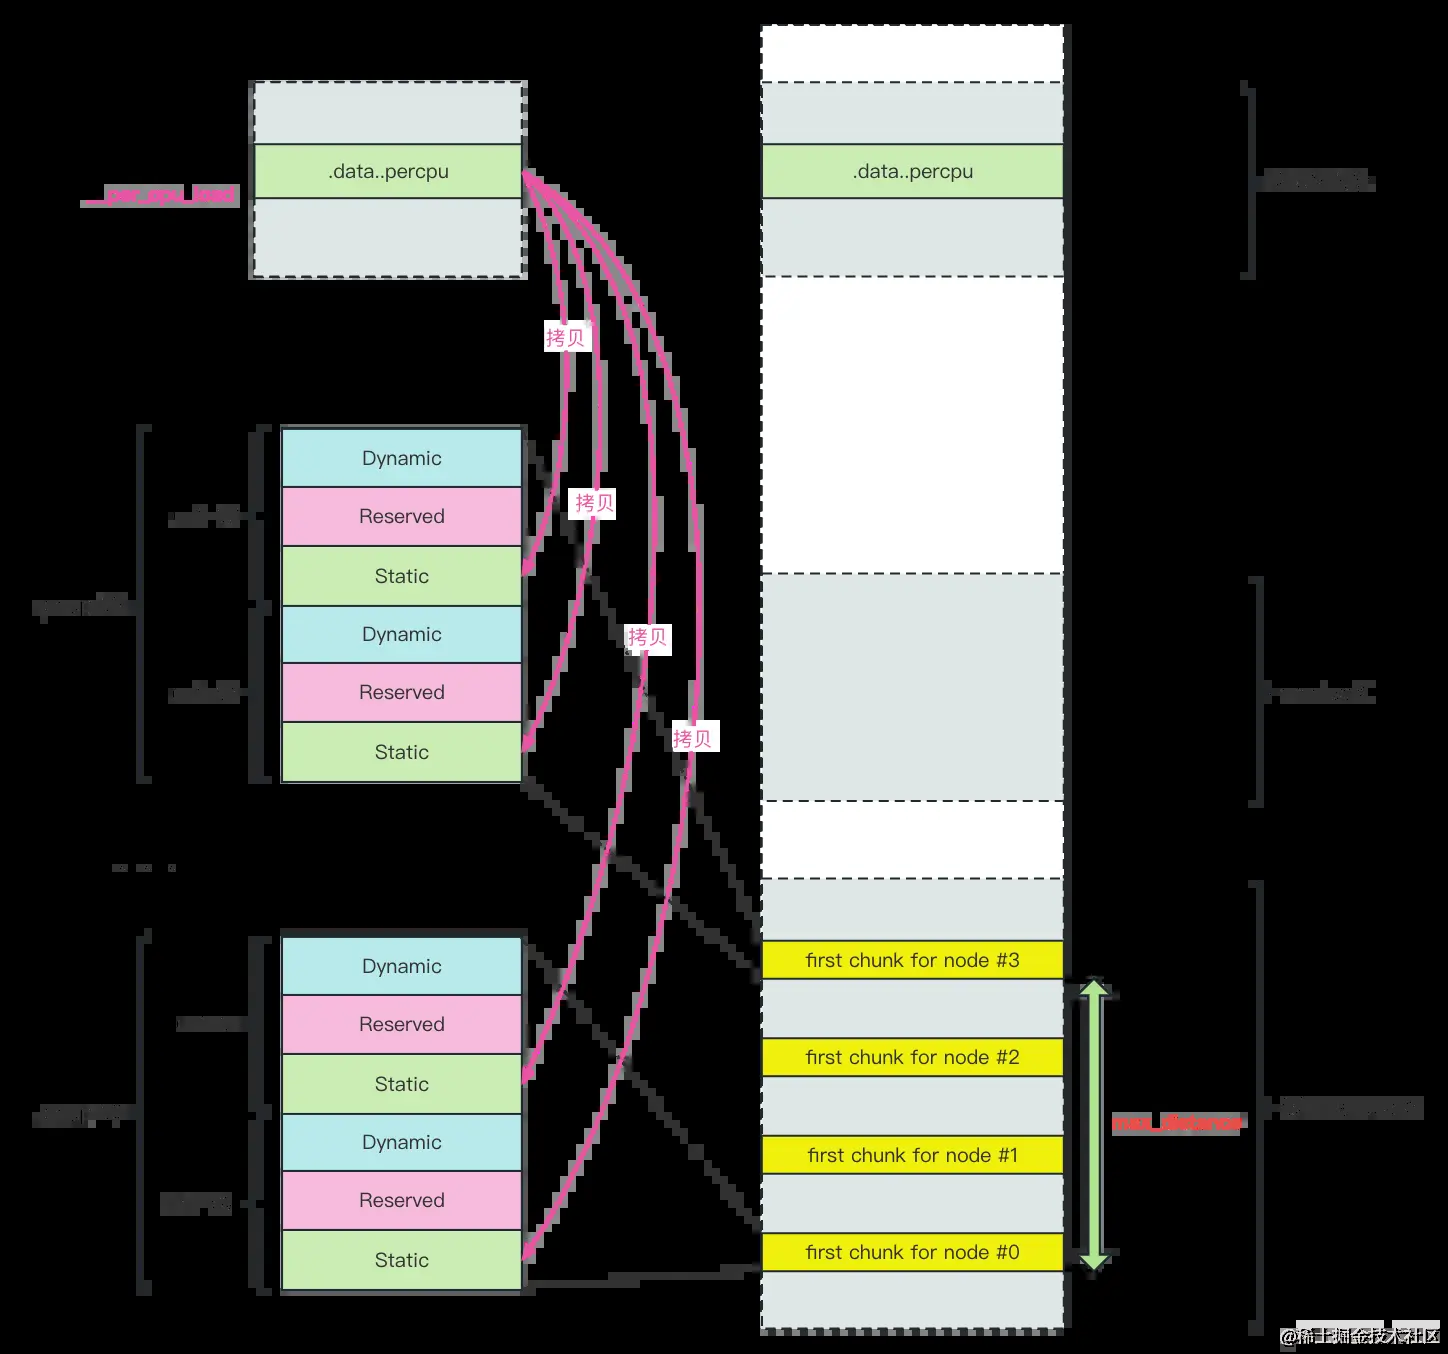 .data..percpu
.data..percpu
__per_cpu_load
拷贝
Dynamic
Reserved
拷贝
Static
Dynamic
拷贝
Reserved
拷贝
Static
Dynamic
first chunk for node #3
Reserved
first chunk for node #2
Static
max_distance
Dynamic
first chunk for node #1
Reserved
first chunk for node #0
Static
@稀土掘金技术社区